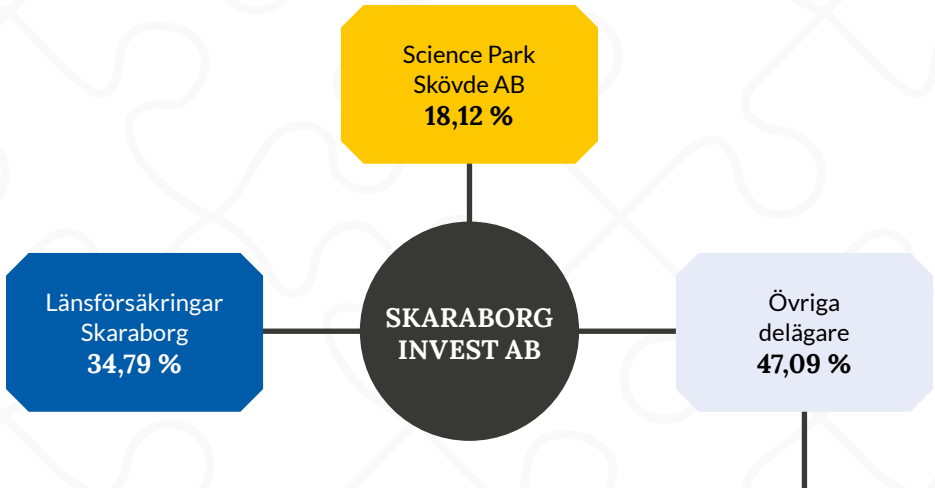 Science Park
Skövde AB
18,12 %
Länsförsäkringar
Skaraborg
34,79 %
SKARABORG
INVEST AB
Övriga
delägare
47,09 %